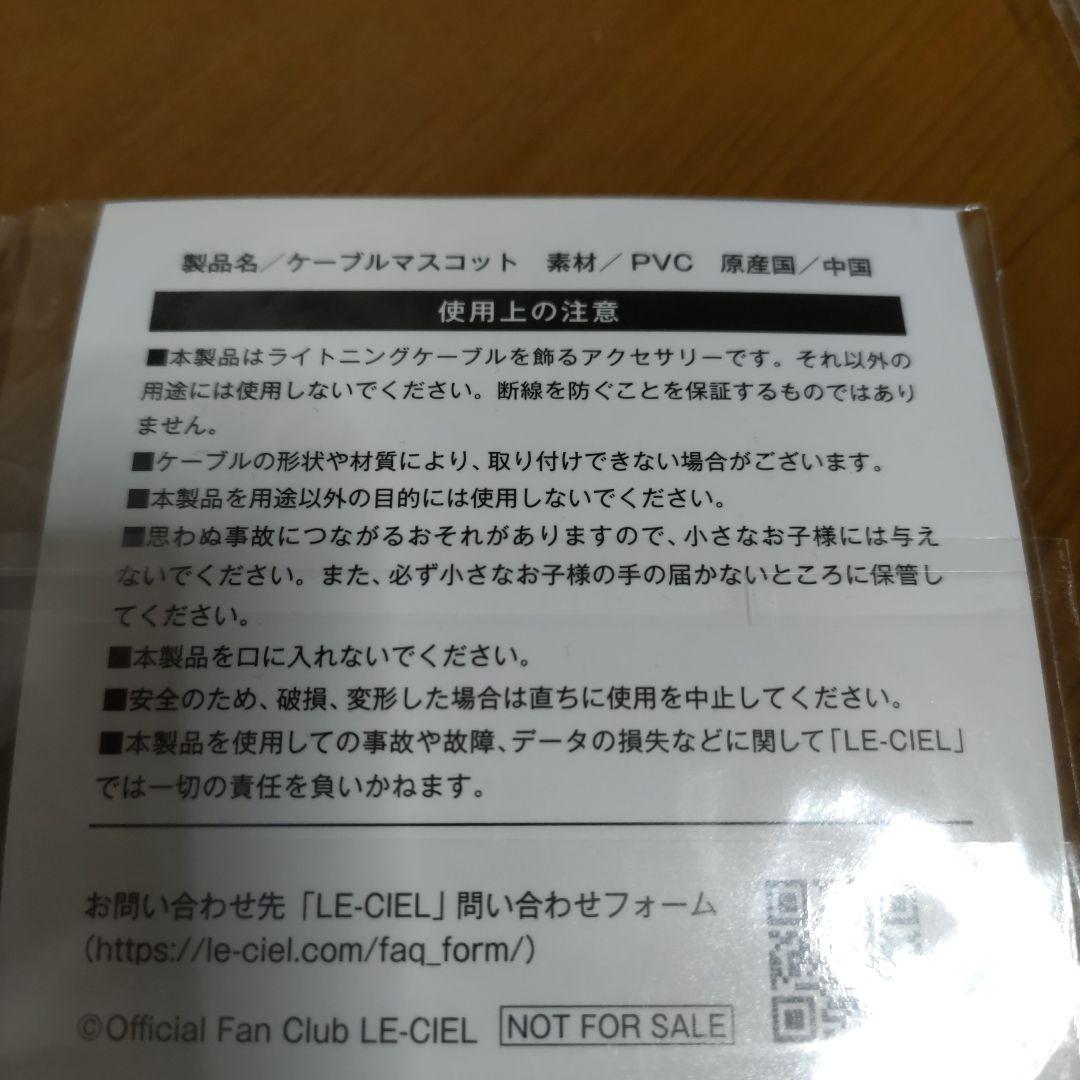 製品名／ケーブルマスコット　素材／PVC　原産国／中国
使用上の注意
■本製品はライトニングケーブルを飾るアクセサリーです。それ以外の
用途には使用しないでください。断線を防ぐことを保証するものではあり
ません。
■ケーブルの形状や材質により、取り付けできない場合がございます。
■本製品を用途以外の目的には使用しないでください。
■思わぬ事故につながるおそれがありますので、小さなお子様には与え
ないでください。また、必ず小さなお子様の手の届かないところに保管し
てください。
■本製品を口に入れないでください。
■安全のため、破損、変形した場合は直ちに使用を中止してください。
■本製品を使用しての事故や故障、データの損失などに関して「LE-CIEL」
では一切の責任を負いかねます。
お問い合わせ先「LE-CIEL」問い合わせフォーム
（https://le-ciel.com/faq_form/）
©Official Fan Club LE-CIEL　NOT FOR SALE